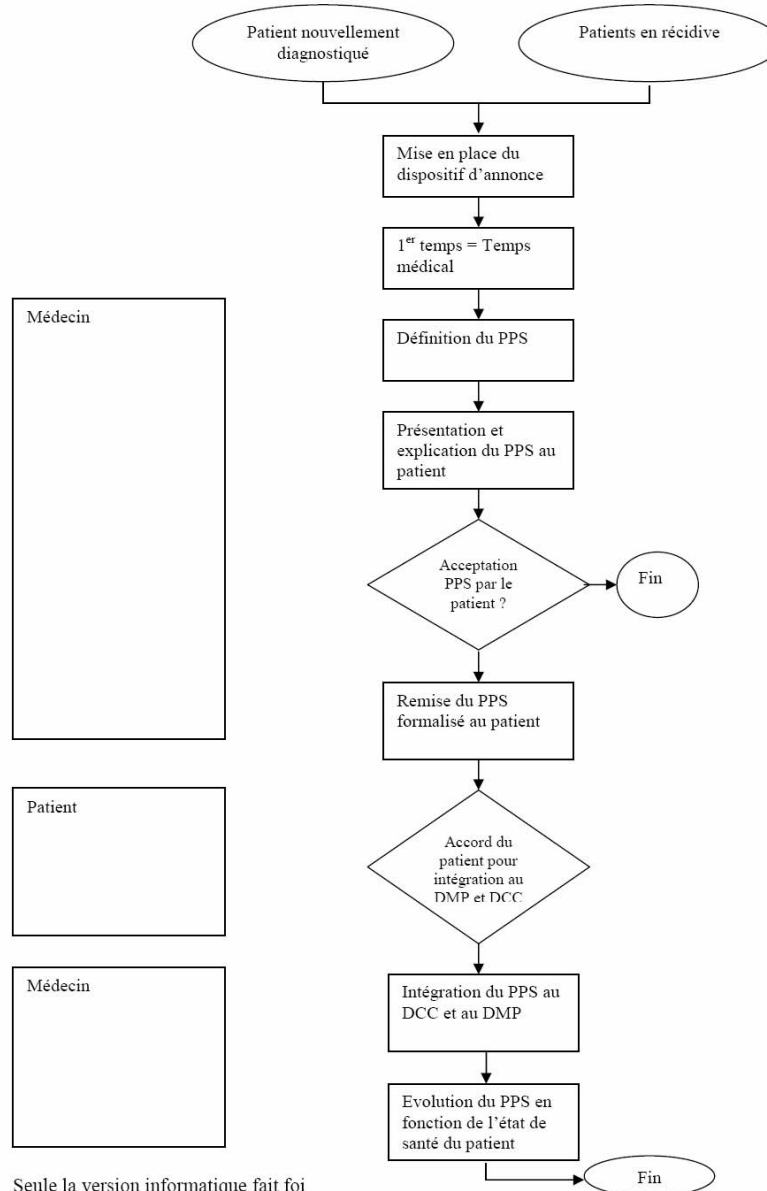 Patient nouvellement
diagnostiqué
Patients en récidive
Mise en place du
dispositif d'annonce
1er temps = Temps
médical
Médecin
Définition du PPS
Présentation et
explication du PPS au
patient
Acceptation
PPS par le
patient ?
Fin
Remise du PPS
formalisé au patient
Patient
Accord du
patient pour
intégration au
DMP et DCC
Médecin
Intégration du PPS au
DCC et au DMP
Evolution du PPS en
fonction de l'état de
santé du patient
Fin
Seule la version informatique fait foi